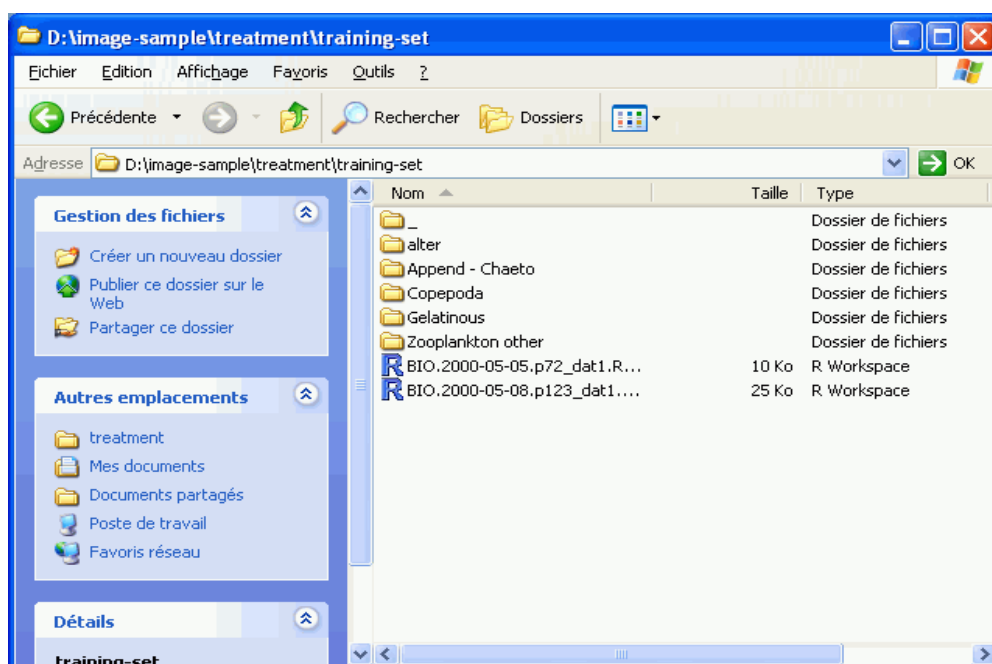 D:\image-sample\treatment\training-set
Fichier Edition Affichage Favoris Outils ?
Précédente Rechercher Dossiers
Adresse D:\image-sample\treatment\training-set OK
Gestion des fichiers
Créer un nouveau dossier
Publier ce dossier sur le
Web
Partager ce dossier
Autres emplacements
treatment
Mes documents
Documents partagés
Poste de travail
Favoris réseau
Détails
training-set
Nom Taille Type
_ Dossier de fichiers
alter Dossier de fichiers
Append - Chaeto Dossier de fichiers
Copepoda Dossier de fichiers
Gelatinous Dossier de fichiers
Zooplankton other Dossier de fichiers
BIO.2000-05-05.p72_dat1.R... 10 Ko R Workspace
BIO.2000-05-08.p123_dat1.... 25 Ko R Workspace